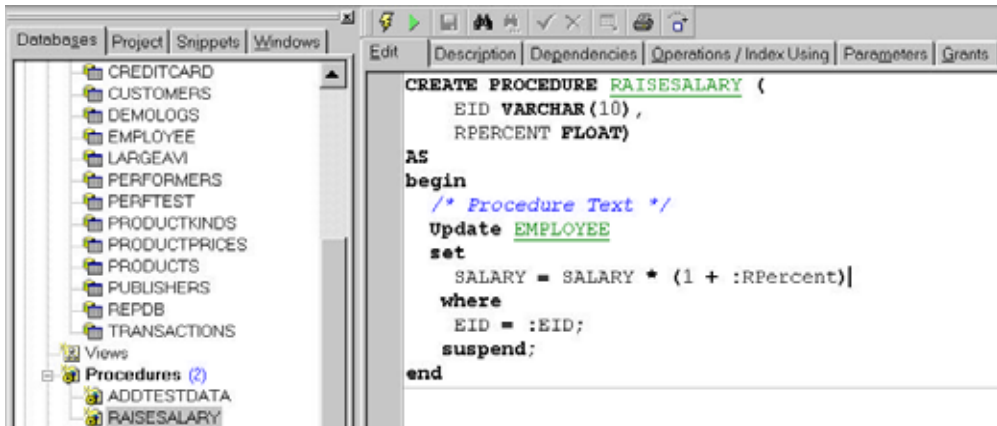 Databases Project Snippets Windows
CREDITCARD
CUSTOMERS
DEMOLOGS
EMPLOYEE
LARGEAVI
PERFORMERS
PERFTEST
PRODUCTKINDS
PRODUCTPRICES
PRODUCTS
PUBLISHERS
REPDB
TRANSACTIONS
Views
Procedures (2)
ADDTESTDATA
RAISESALARY
Edit Description Dependencies Operations / Index Using Parameters Grants
CREATE PROCEDURE RAISESALARY (
EID VARCHAR(10),
RPERCENT FLOAT)
AS
begin
/* Procedure Text */
Update EMPLOYEE
set
SALARY = SALARY * (1 + :RPercent)
where
EID = :EID;
suspend;
end